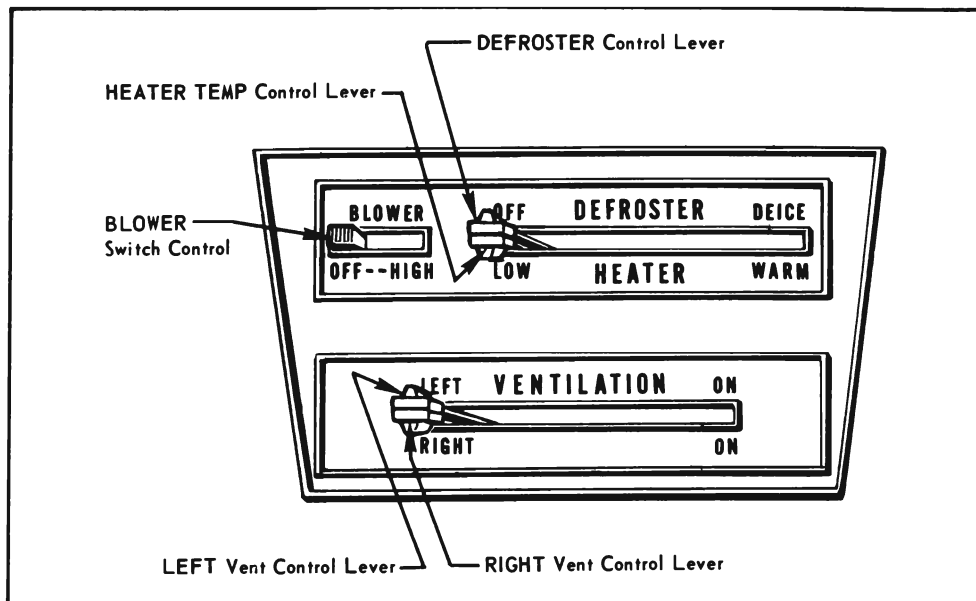 DEFROSTER Control Lever
HEATER TEMP Control Lever
BLOWER
Switch Control
BLOWER
OFF--HIGH
OFF DEFROSTER DEICE
LOW HEATER WARM
LEFT VENTILATION ON
RIGHT ON
LEFT Vent Control Lever
RIGHT Vent Control Lever